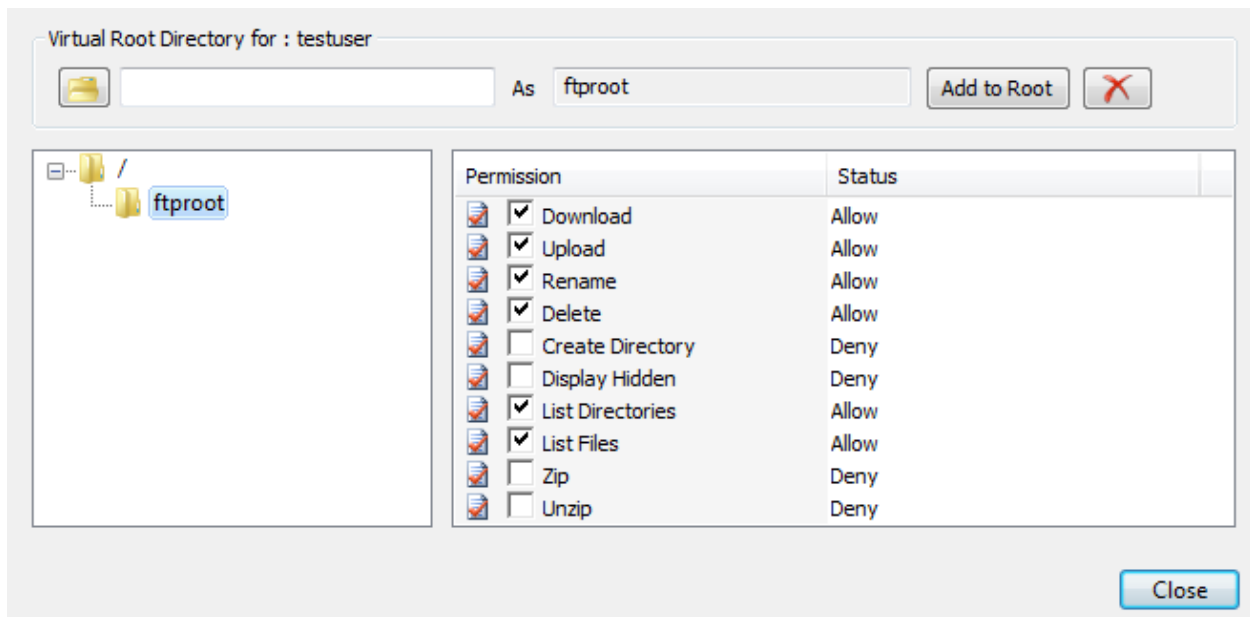 Virtual Root Directory for : testuser
As ftproot Add to Root
/
ftproot
Permission Status
Download Allow
Upload Allow
Rename Allow
Delete Allow
Create Directory Deny
Display Hidden Deny
List Directories Allow
List Files Allow
Zip Deny
Unzip Deny
Close